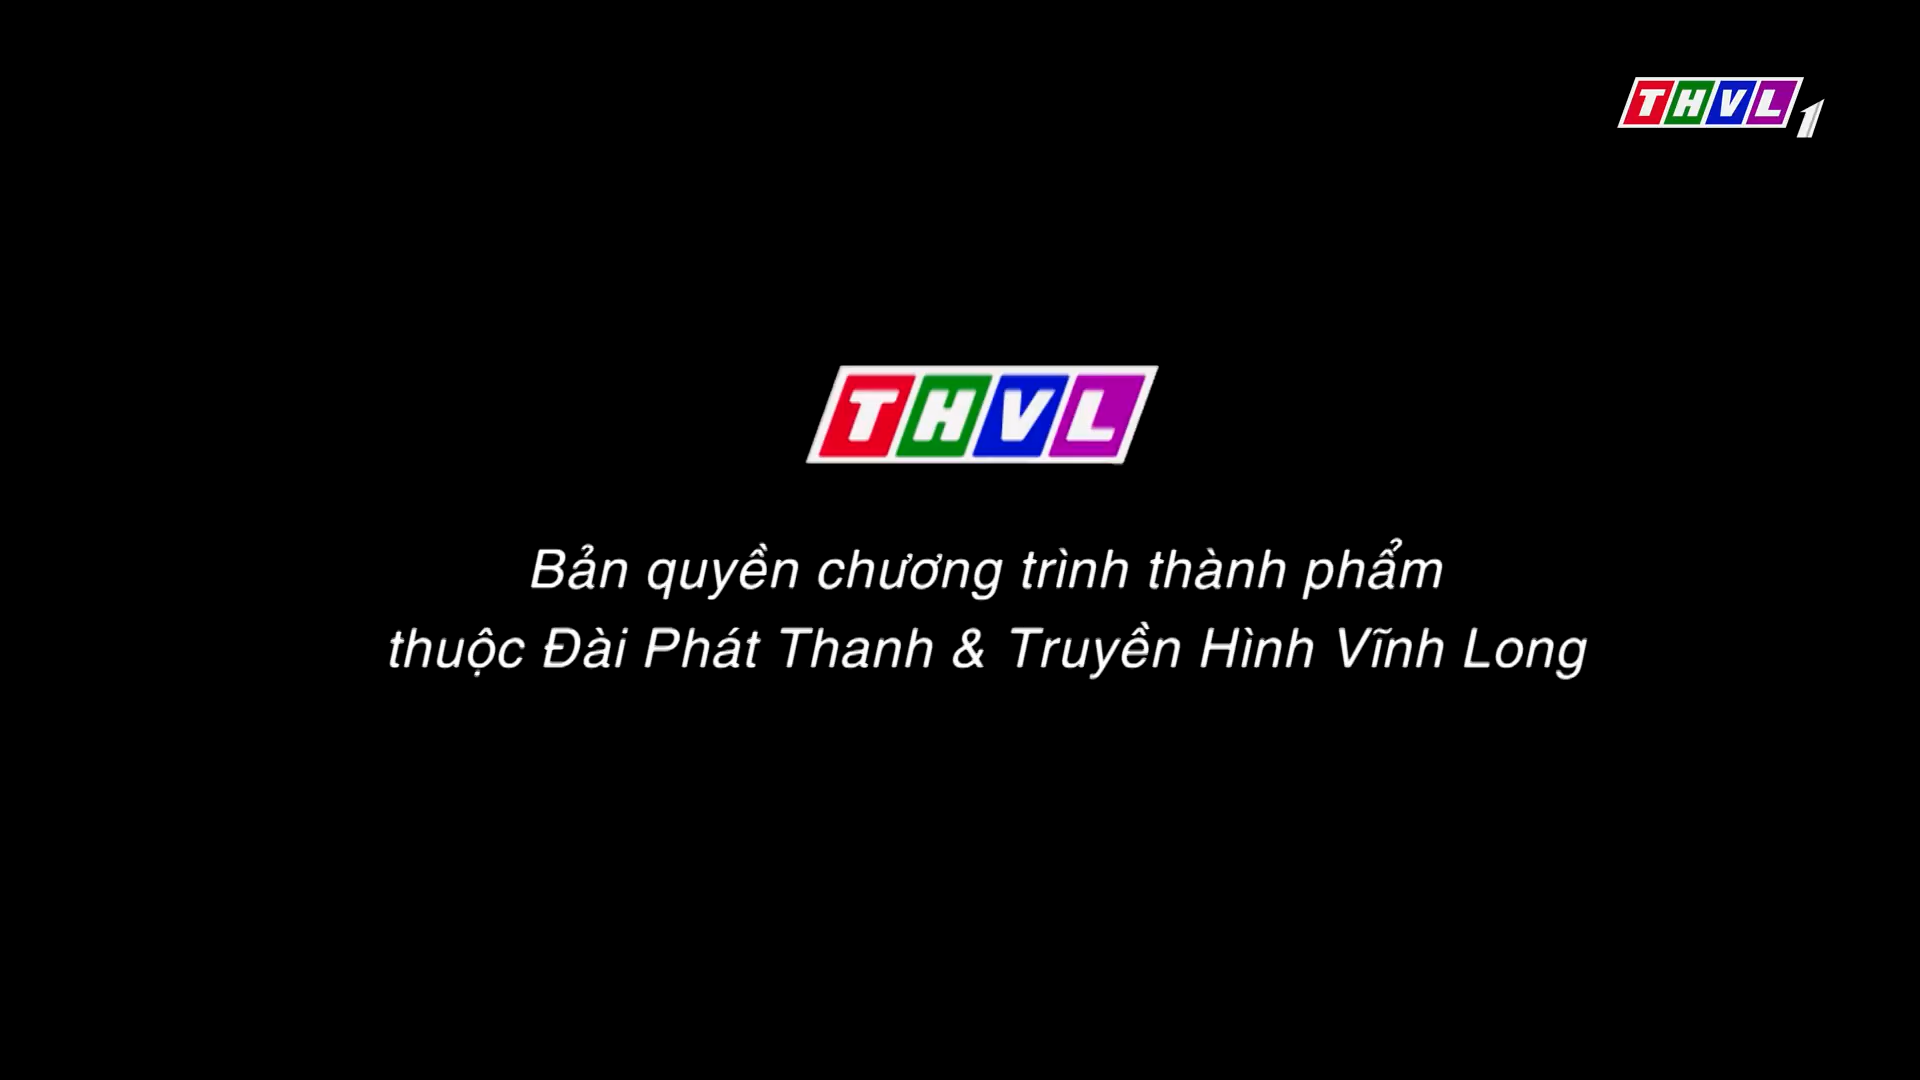 THVL1
THVL
Bản quyền chương trình thành phẩm
thuộc Đài Phát Thanh & Truyền Hình Vĩnh Long